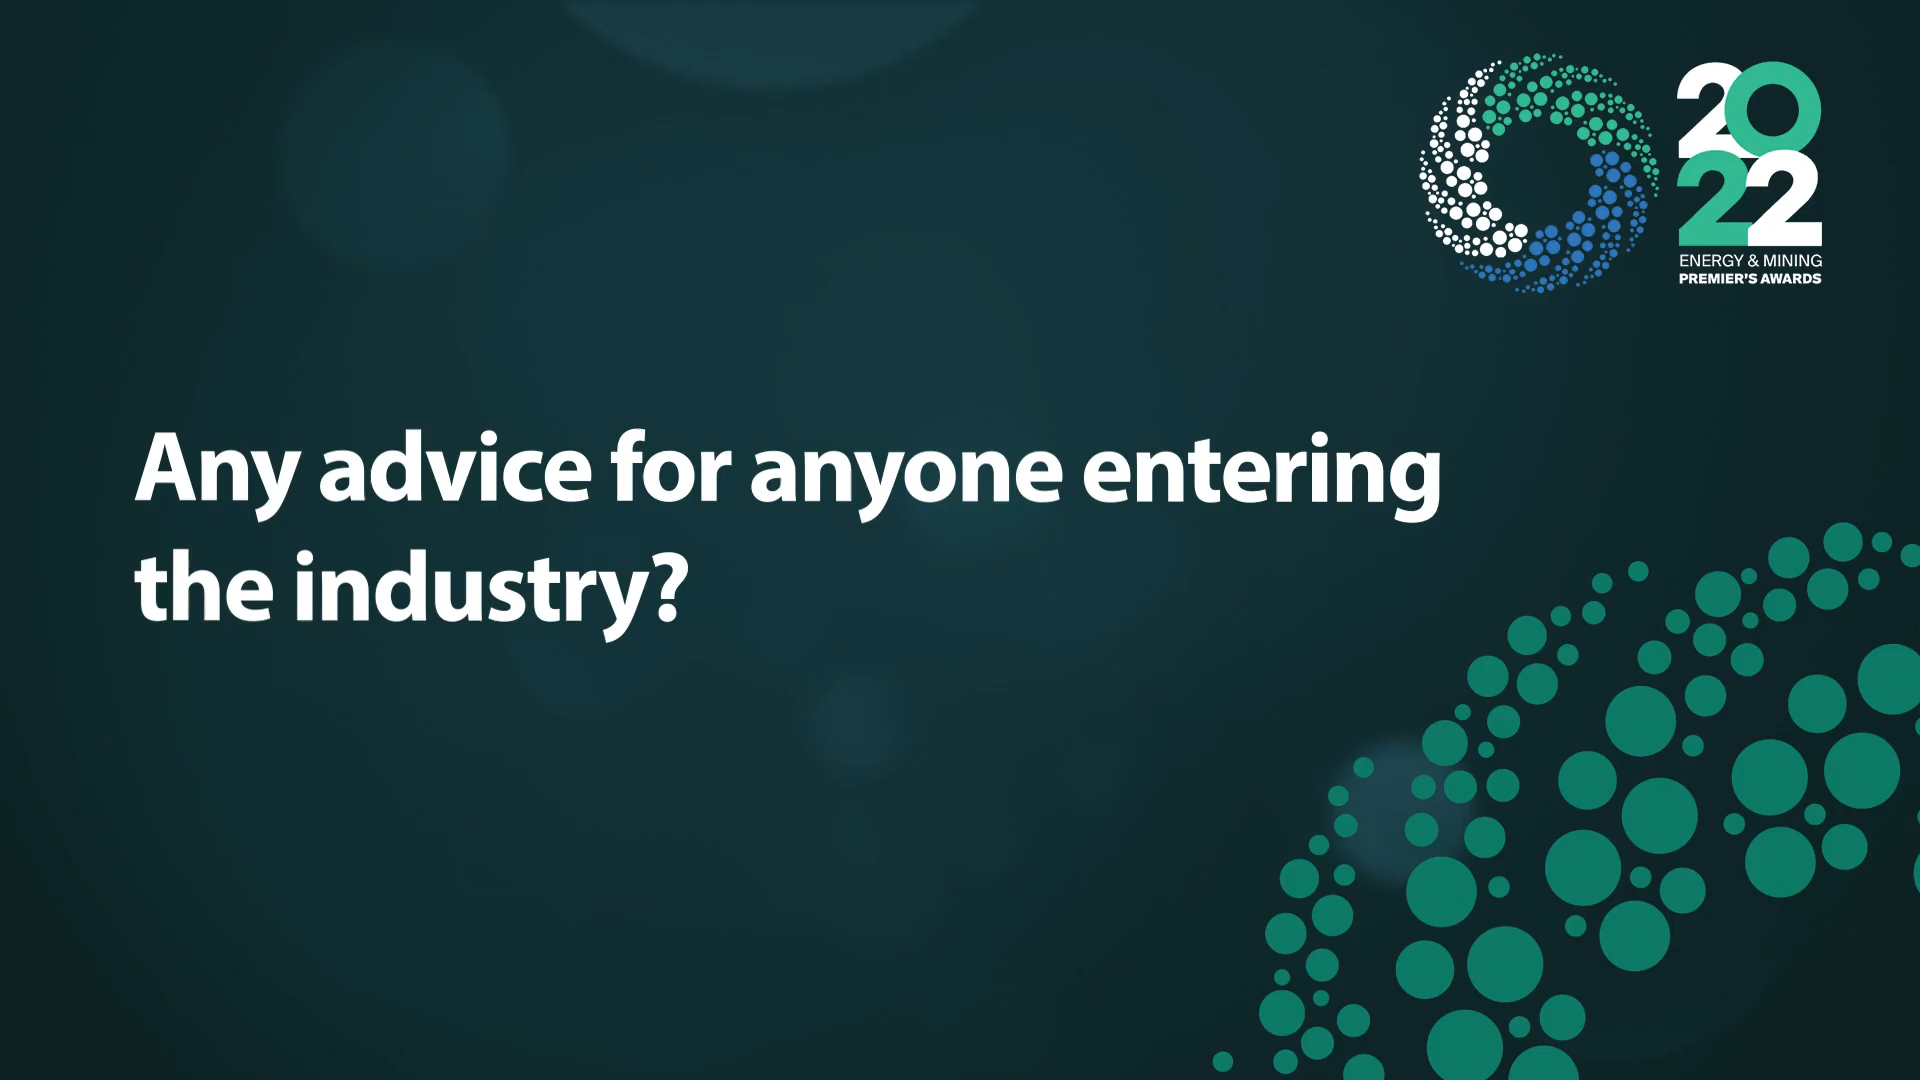 2022
ENERGY & MINING
PREMIER'S AWARDS
Any advice for anyone entering
the industry?